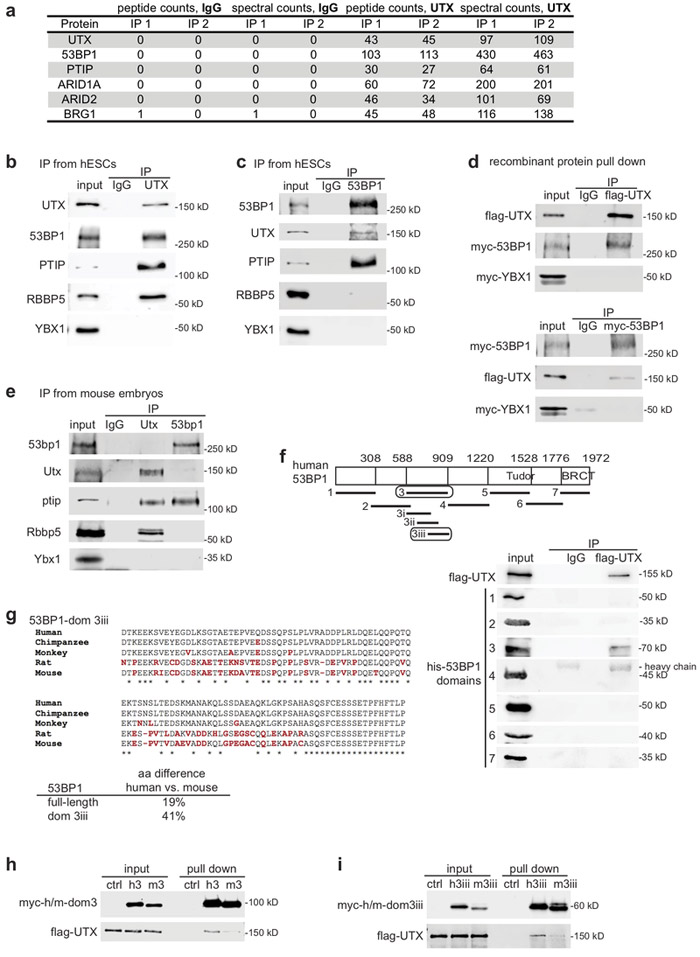 a
peptide counts, IgG spectral counts, IgG peptide counts, UTX spectral counts, UTX
Protein IP 1 IP 2 IP 1 IP 2 IP 1 IP 2 IP 1 IP 2
UTX 0 0 0 0 43 45 97 109
53BP1 0 0 0 0 103 113 430 463
PTIP 0 0 0 0 30 27 64 61
ARID1A 0 0 0 0 60 72 200 201
ARID2 0 0 0 0 46 34 101 69
BRG1 1 0 1 0 45 48 116 138
b IP from hESCs
IP
input IgG UTX
UTX -150 kD
53BP1 -250 kD
PTIP -100 kD
RBBP5 -50 kD
YBX1 -50 kD
c IP from hESCs
IP
input IgG 53BP1
53BP1 -250 kD
UTX -150 kD
PTIP -100 kD
RBBP5 -50 kD
YBX1 -50 kD
d recombinant protein pull down
IP
input IgG flag-UTX
flag-UTX -150 kD
myc-53BP1 -250 kD
myc-YBX1 -50 kD
IP
input IgG myc-53BP1
myc-53BP1 -250 kD
flag-UTX -150 kD
myc-YBX1 -50 kD
e IP from mouse embryos
IP
input IgG Utx 53bp1
53bp1 -250 kD
Utx -150 kD
ptip -100 kD
Rbbp5 -50 kD
Ybx1 -35 kD
f
308 588 909 1220 1528 1776 1972
human
53BP1
Tudor BRCT
1 3 5 7
2 4 6
3i
3ii
3iii
IP
input IgG flag-UTX
flag-UTX -155 kD
1 -50 kD
2 -35 kD
3 -70 kD
his-53BP1
domains
- heavy chain
4 -45 kD
5 -50 kD
6 -40 kD
7 -35 kD
g 53BP1-dom 3iii
Human DTKEEKSVEYEGDLKSGTAETEPVEQDSSQPSLPLVRADDPLRLDQELQQPQTQ
Chimpanzee
Monkey
Rat
Mouse
Human EKTSNSLTEDSKMANAKQLSSDAEAQKLGKPSAHASQSFCESSSETPFHFTLP
Chimpanzee
Monkey
Rat
Mouse
aa difference
53BP1 human vs. mouse
full-length 19%
dom 3iii 41%
h
input pull down
ctrl h3 m3 ctrl h3 m3
myc-h/m-dom3 -100 kD
flag-UTX -150 kD
i
input pull down
ctrl h3iii m3iii ctrl h3iii m3iii
myc-h/m-dom3iii -60 kD
flag-UTX -150 kD